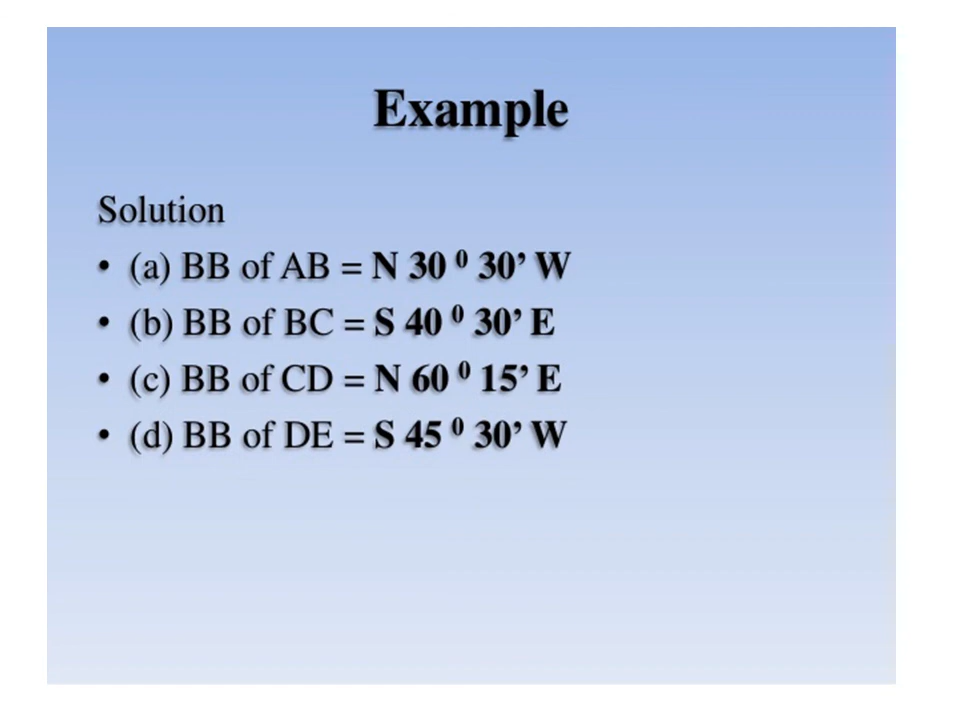 Example
Solution
• (a) BB of AB = N 30 ⁰ 30’ W
• (b) BB of BC = S 40 ⁰ 30’ E
• (c) BB of CD = N 60 ⁰ 15’ E
• (d) BB of DE = S 45 ⁰ 30’ W